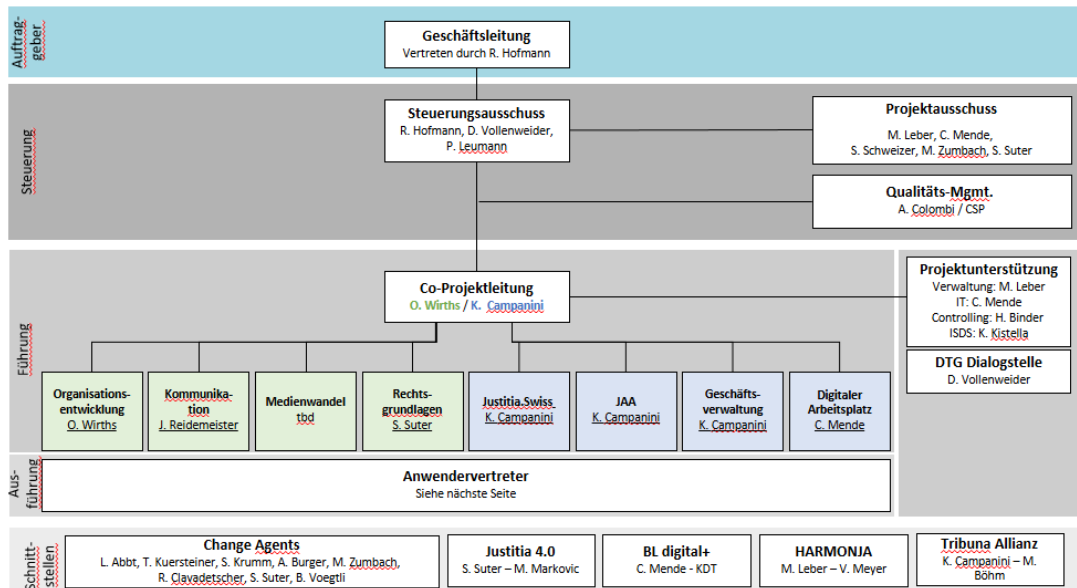 Auftrag-
geber
Geschäftsleitung
Vertreten durch R. Hofmann
Steuerung
Steuerungsausschuss
R. Hofmann, D. Vollenweider,
P. Leumann
Projektausschuss
M. Leber, C. Mende,
S. Schweizer, M. Zumbach, S. Suter
Qualitäts-Mgmt.
A. Colombi / CSP
Führung
Co-Projektleitung
O. Wirths / K. Campanini
Projektunterstützung
Verwaltung: M. Leber
IT: C. Mende
Controlling: H. Binder
ISDS: K. Kistella
DTG Dialogstelle
D. Vollenweider
Organisations-
entwicklung
O. Wirths
Kommunika-
tion
J. Reidemeister
Medienwandel
tbd
Rechts-
grundlagen
S. Suter
Justitia.Swiss
K. Campanini
JAA
K. Campanini
Geschäfts-
verwaltung
K. Campanini
Digitaler
Arbeitsplatz
C. Mende
Aus-
führung
Anwendervertreter
Siehe nächste Seite
Schnitt-
stellen
Change Agents
L. Abbt, T. Kuersteiner, S. Krumm, A. Burger, M. Zumbach,
R. Clavadetscher, S. Suter, B. Voegtli
Justitia 4.0
S. Suter – M. Markovic
BL digital+
C. Mende - KDT
HARMONJA
M. Leber – V. Meyer
Tribuna Allianz
K. Campanini – M.
Böhm